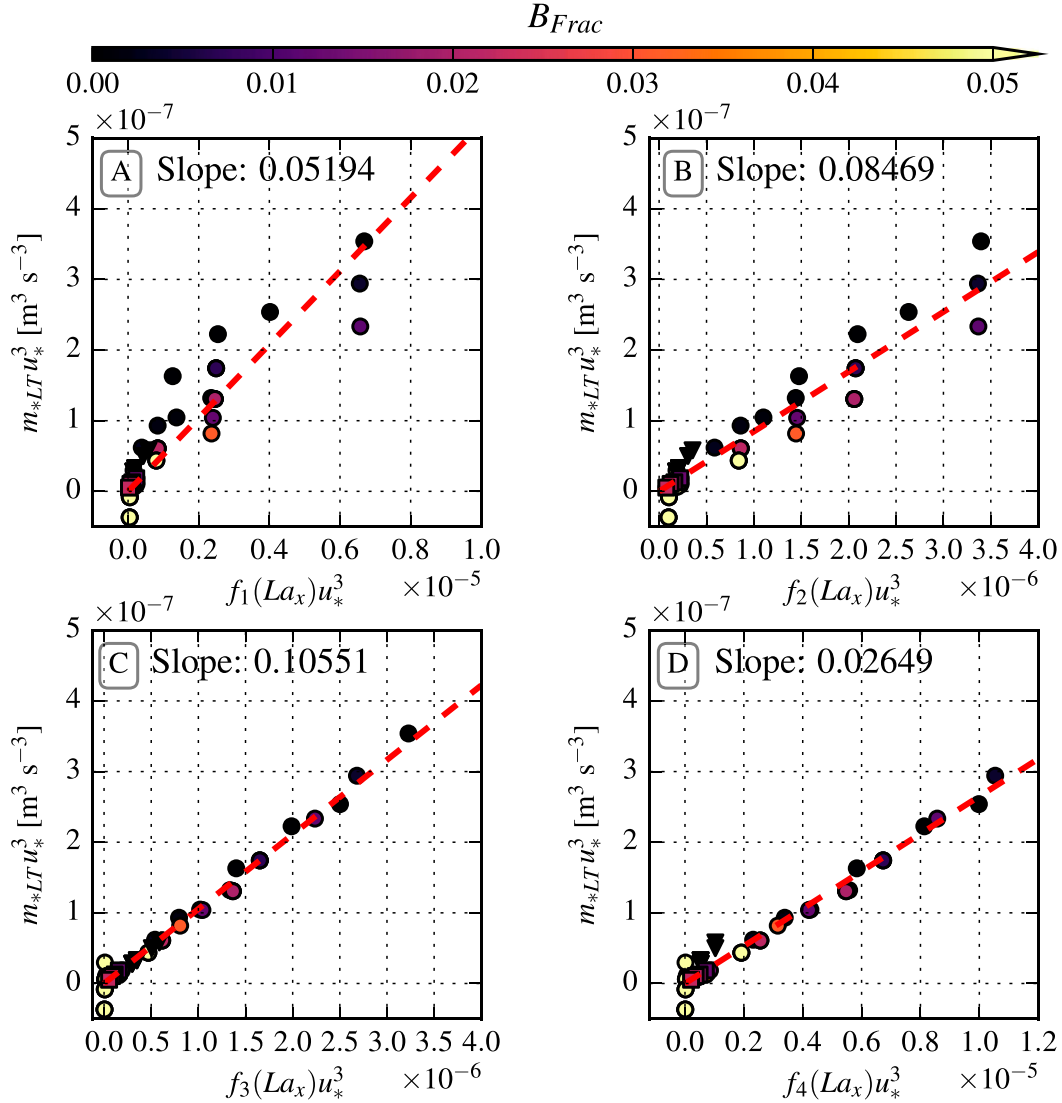 B_{Frac}
0.00 0.01 0.02 0.03 0.04 0.05
×10⁻⁷ ×10⁻⁷
A Slope: 0.05194
B Slope: 0.08469
5 5
4 4
3 3
2 2
1 1
0 0
m_{*LT}u_*^3 [m³ s⁻³]
m_{*LT}u_*^3 [m³ s⁻³]
0.0 0.2 0.4 0.6 0.8 1.0
0.0 0.5 1.0 1.5 2.0 2.5 3.0 3.5 4.0
f_1(La_x)u_*^3 ×10⁻⁵
f_2(La_x)u_*^3 ×10⁻⁶
×10⁻⁷ ×10⁻⁷
C Slope: 0.10551
D Slope: 0.02649
5 5
4 4
3 3
2 2
1 1
0 0
m_{*LT}u_*^3 [m³ s⁻³]
m_{*LT}u_*^3 [m³ s⁻³]
0.0 0.5 1.0 1.5 2.0 2.5 3.0 3.5 4.0
0.0 0.2 0.4 0.6 0.8 1.0 1.2
f_3(La_x)u_*^3 ×10⁻⁶
f_4(La_x)u_*^3 ×10⁻⁵